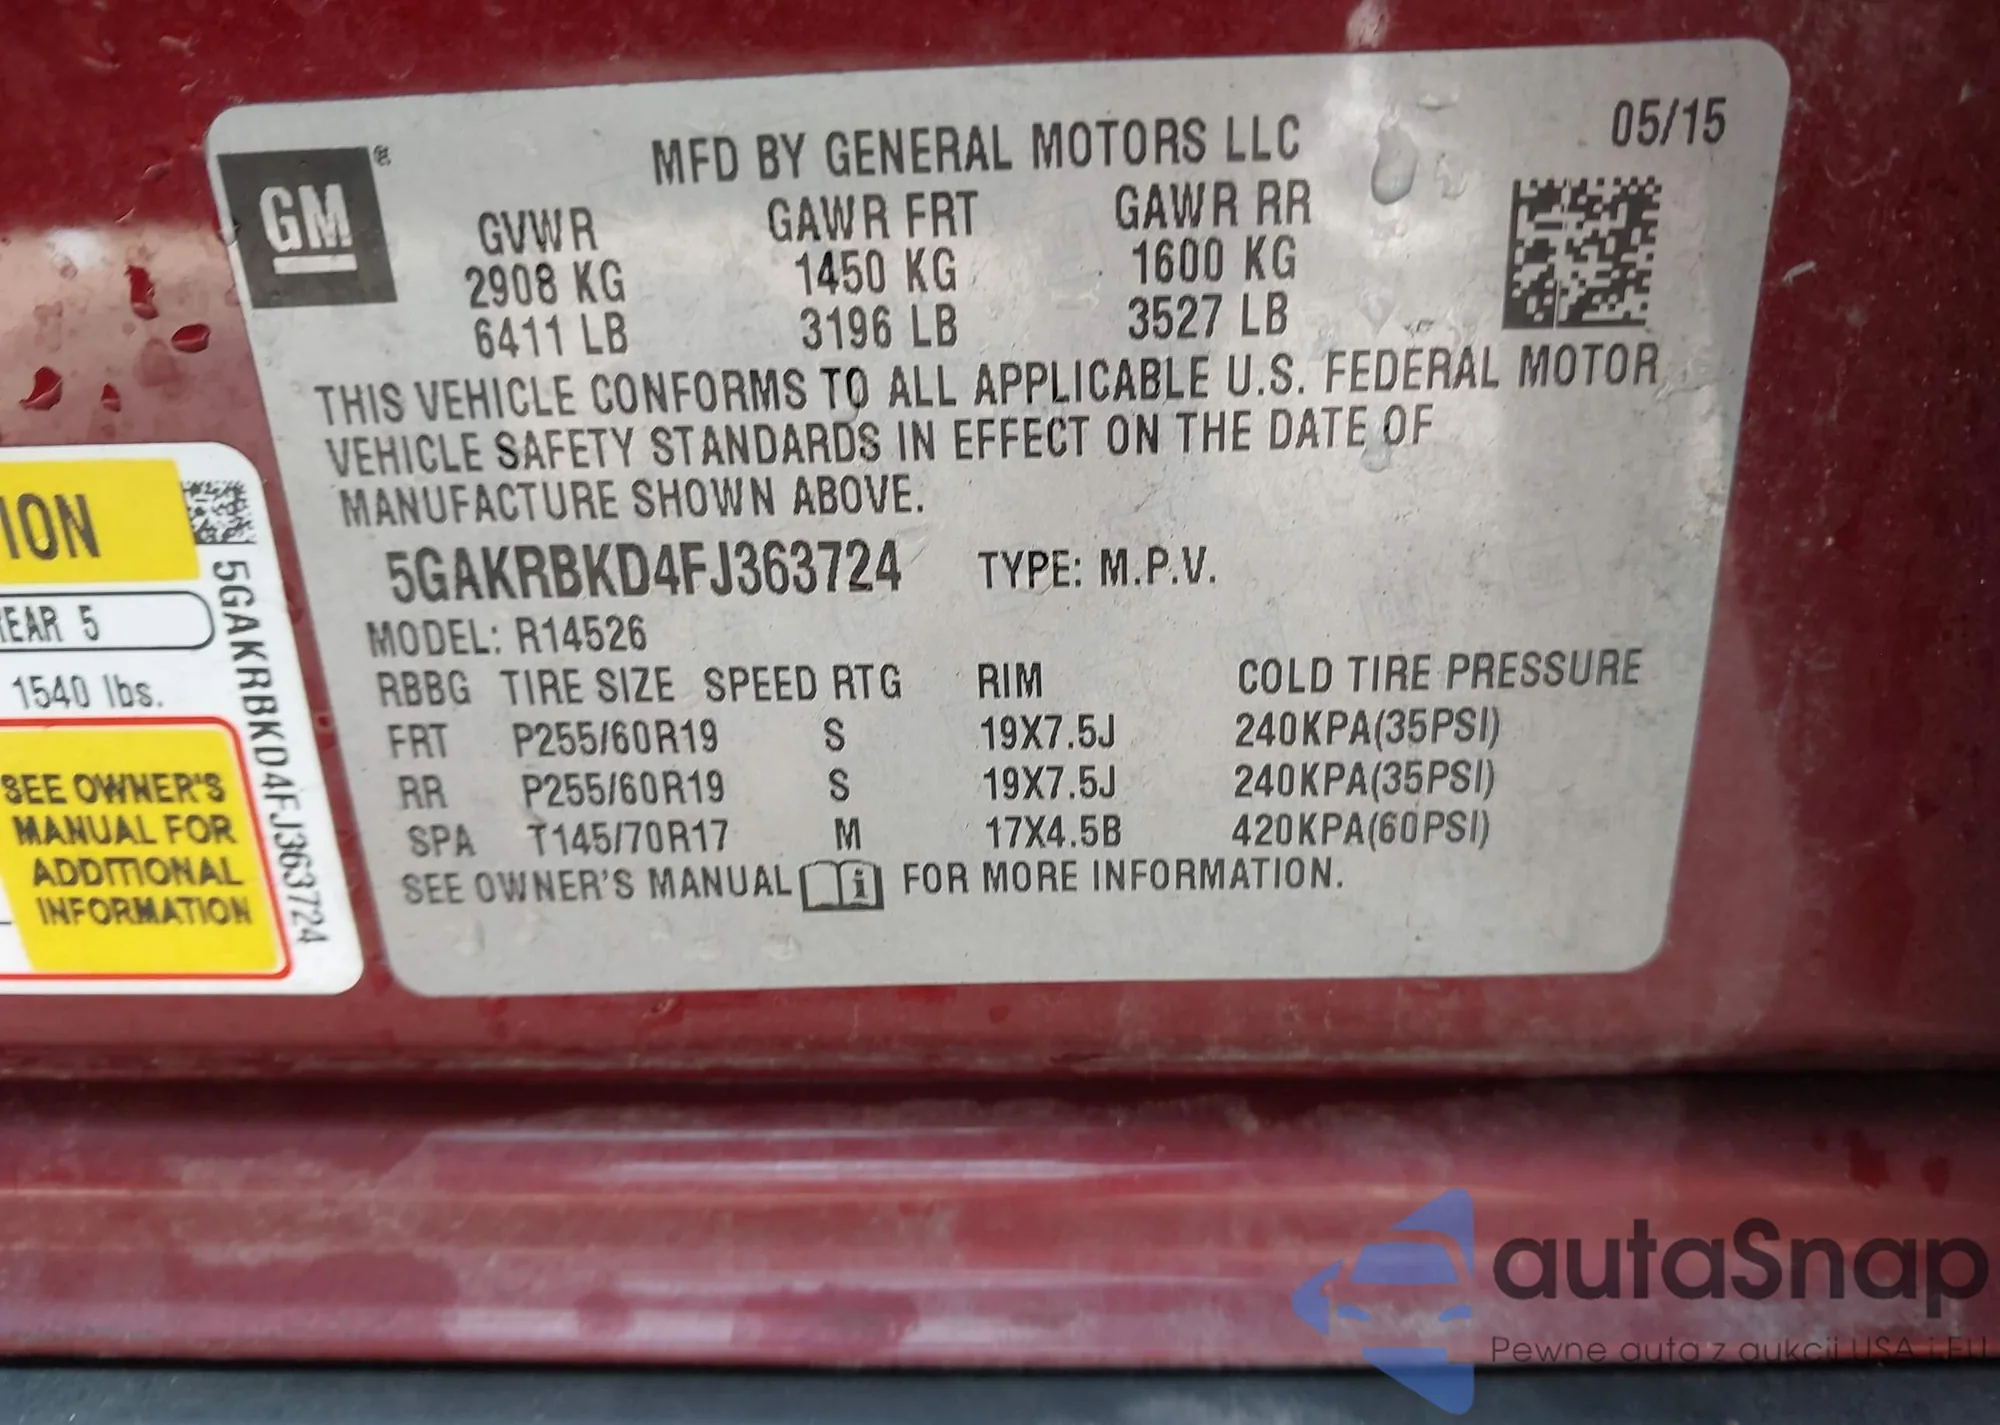 MFD BY GENERAL MOTORS LLC 05/15
GM ®
GVWR GAWR FRT GAWR RR
2908 KG 1450 KG 1600 KG
6411 LB 3196 LB 3527 LB
THIS VEHICLE CONFORMS TO ALL APPLICABLE U.S. FEDERAL MOTOR
VEHICLE SAFETY STANDARDS IN EFFECT ON THE DATE OF
MANUFACTURE SHOWN ABOVE.
5GAKRBKD4FJ363724 TYPE: M.P.V.
MODEL: R14526
RBBG TIRE SIZE SPEED RTG RIM COLD TIRE PRESSURE
FRT P255/60R19 S 19X7.5J 240KPA(35PSI)
RR P255/60R19 S 19X7.5J 240KPA(35PSI)
SPA T145/70R17 M 17X4.5B 420KPA(60PSI)
SEE OWNER'S MANUAL i FOR MORE INFORMATION.
ION
EAR 5
1540 lbs.
SEE OWNER'S
MANUAL FOR
ADDITIONAL
INFORMATION
5GAKRBKD4FJ363724
autaSnap
Pewne auta z aukcji USA i EU